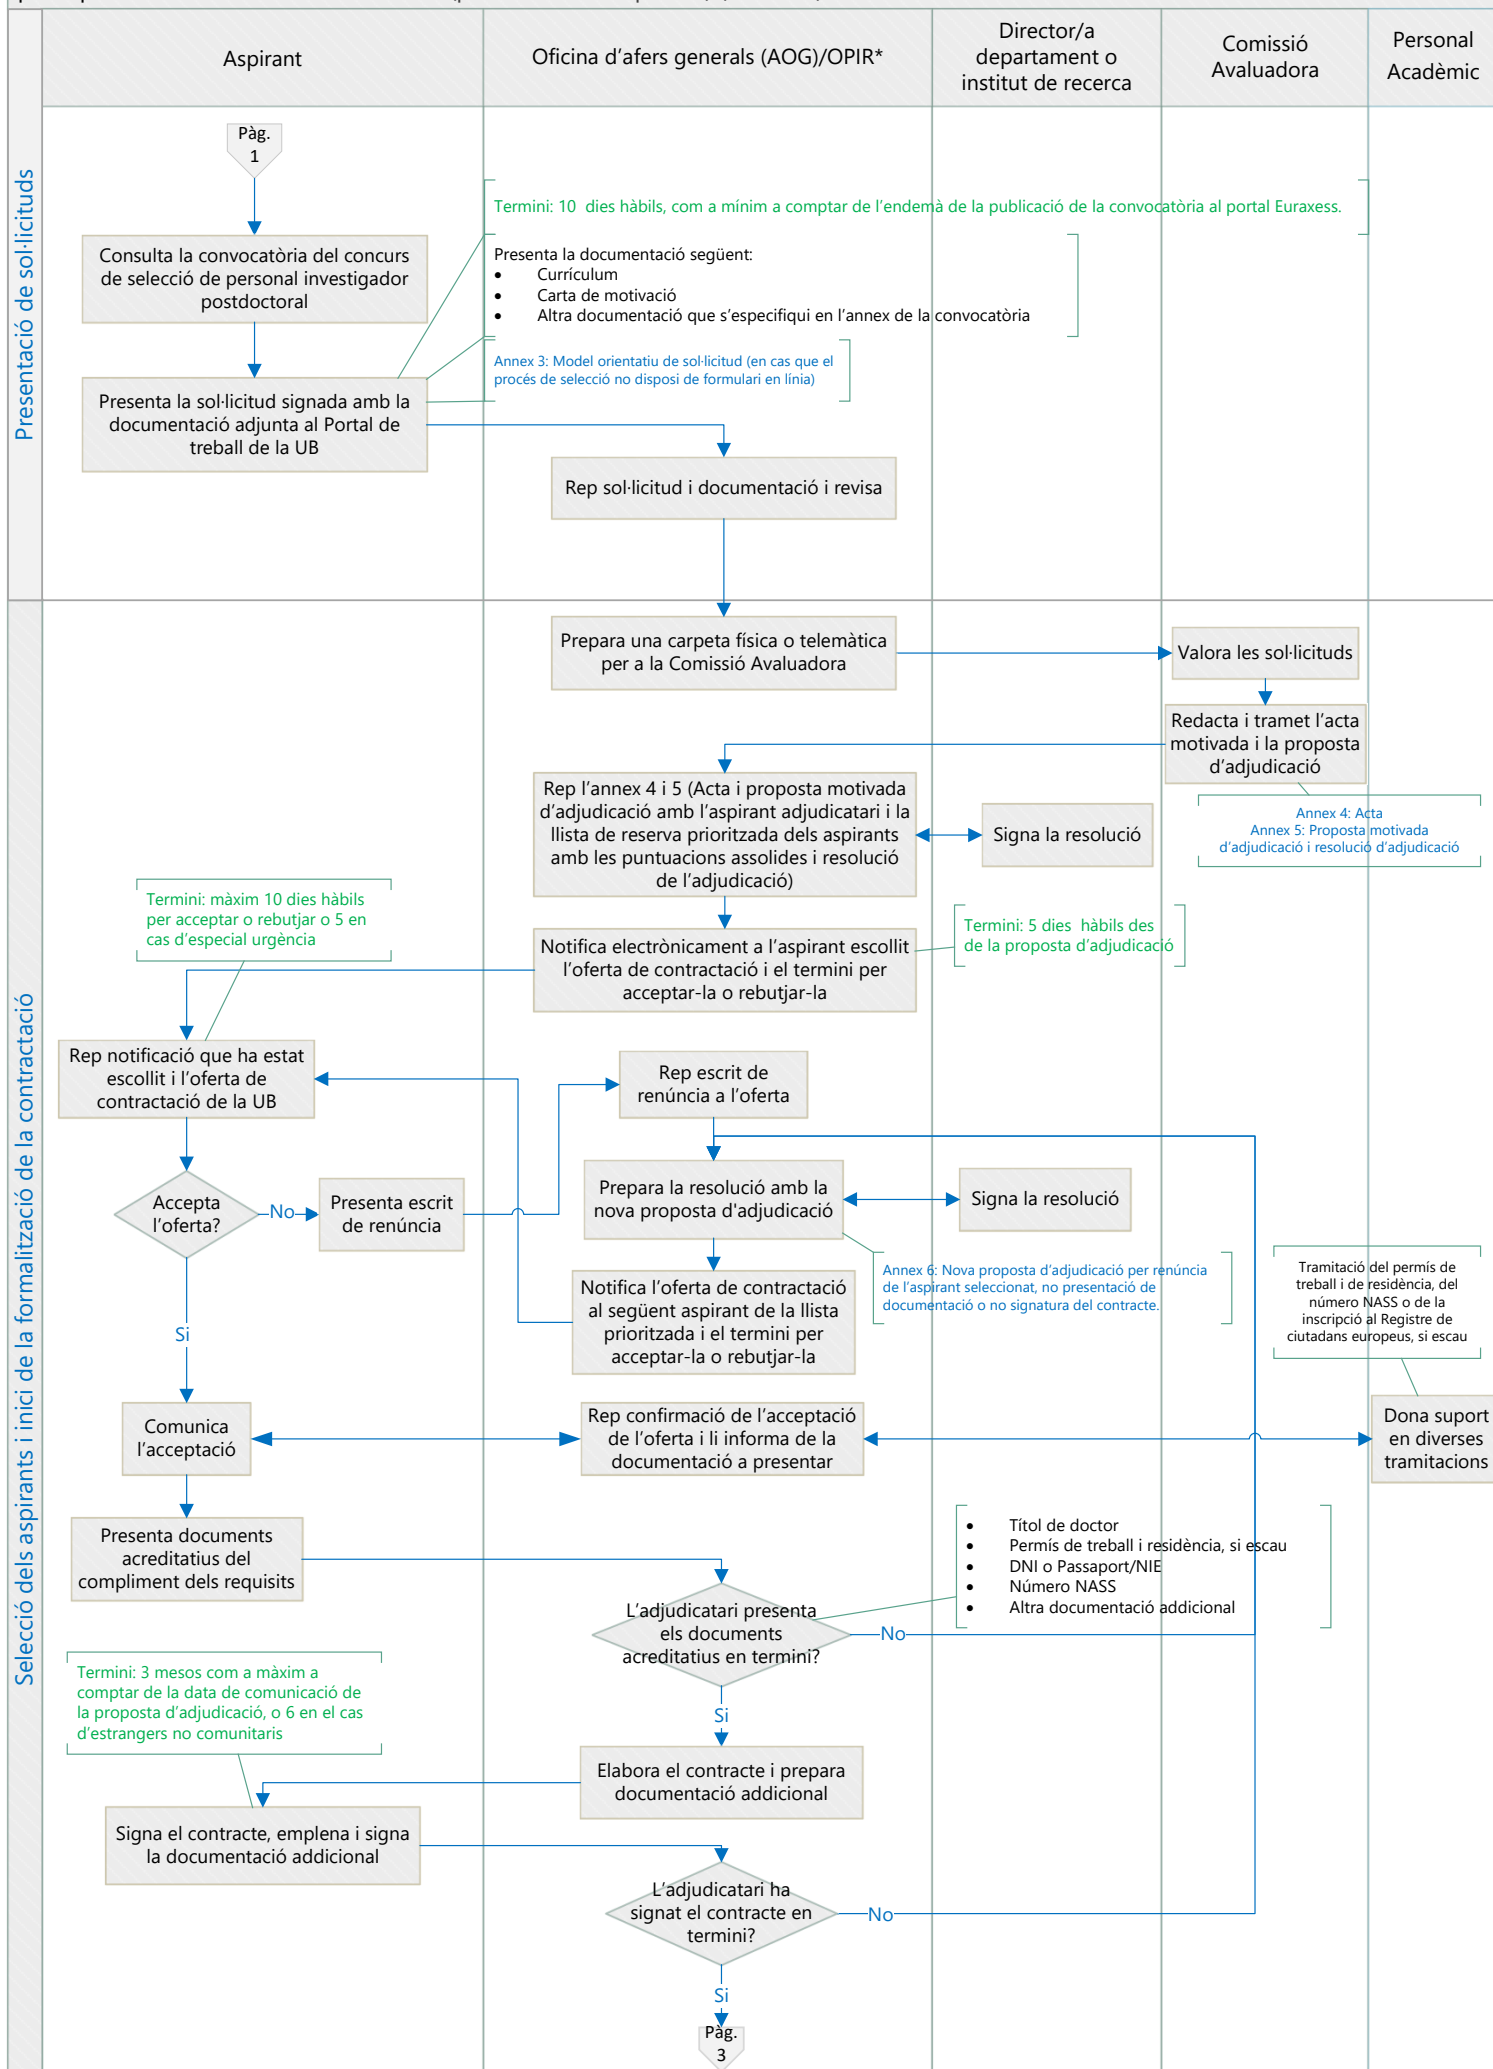 Aspirant
Oficina d'afers generals (AOG)/OPIR*
Director/a
departament o
institut de recerca
Comissió
Avaluadora
Personal
Acadèmic
Presentació de sol·licituds
Pàg.
1
Termini: 10 dies hàbils, com a mínim a comptar de l'endemà de la publicació de la convocatòria al portal Euraxess.
Consulta la convocatòria del concurs
de selecció de personal investigador
postdoctoral
Presenta la documentació següent:
• Currículum
• Carta de motivació
• Altra documentació que s'especifiqui en l'annex de la convocatòria
Annex 3: Model orientatiu de sol·licitud (en cas que el
procés de selecció no disposi de formulari en línia)
Presenta la sol·licitud signada amb la
documentació adjunta al Portal de
treball de la UB
Rep sol·licitud i documentació i revisa
Selecció dels aspirants i inici de la formalització de la contractació
Prepara una carpeta física o telemàtica
per a la Comissió Avaluadora
Valora les sol·licituds
Redacta i tramet l'acta
motivada i la proposta
d'adjudicació
Annex 4: Acta
Annex 5: Proposta motivada
d'adjudicació i resolució d'adjudicació
Rep l'annex 4 i 5 (Acta i proposta motivada
d'adjudicació amb l'aspirant adjudicatari i la
llista de reserva prioritzada dels aspirants
amb les puntuacions assolides i resolució
de l'adjudicació)
Signa la resolució
Termini: màxim 10 dies hàbils
per acceptar o rebutjar o 5 en
cas d'especial urgència
Notifica electrònicament a l'aspirant escollit
l'oferta de contractació i el termini per
acceptar-la o rebutjar-la
Termini: 5 dies hàbils des
de la proposta d'adjudicació
Rep notificació que ha estat
escollit i l'oferta de
contractació de la UB
Rep escrit de
renúncia a l'oferta
Accepta
l'oferta?
No
Presenta escrit
de renúncia
Prepara la resolució amb la
nova proposta d'adjudicació
Signa la resolució
Annex 6: Nova proposta d'adjudicació per renúncia
de l'aspirant seleccionat, no presentació de
documentació o no signatura del contracte.
Notifica l'oferta de contractació
al següent aspirant de la llista
prioritzada i el termini per
acceptar-la o rebutjar-la
Tramitació del permís de
treball i de residència, del
número NASS o de la
inscripció al Registre de
ciutadans europeus, si escau
Si
Comunica
l'acceptació
Rep confirmació de l'acceptació
de l'oferta i li informa de la
documentació a presentar
Dona suport
en diverses
tramitacions
Presenta documents
acreditatius del
compliment dels requisits
• Títol de doctor
• Permís de treball i residència, si escau
• DNI o Passaport/NIE
• Número NASS
• Altra documentació addicional
L'adjudicatari presenta
els documents
acreditatius en termini?
No
Si
Termini: 3 mesos com a màxim a
comptar de la data de comunicació de
la proposta d'adjudicació, o 6 en el cas
d'estrangers no comunitaris
Elabora el contracte i prepara
documentació addicional
Signa el contracte, emplena i signa
la documentació addicional
L'adjudicatari ha
signat el contracte en
termini?
No
Si
Pàg.
3